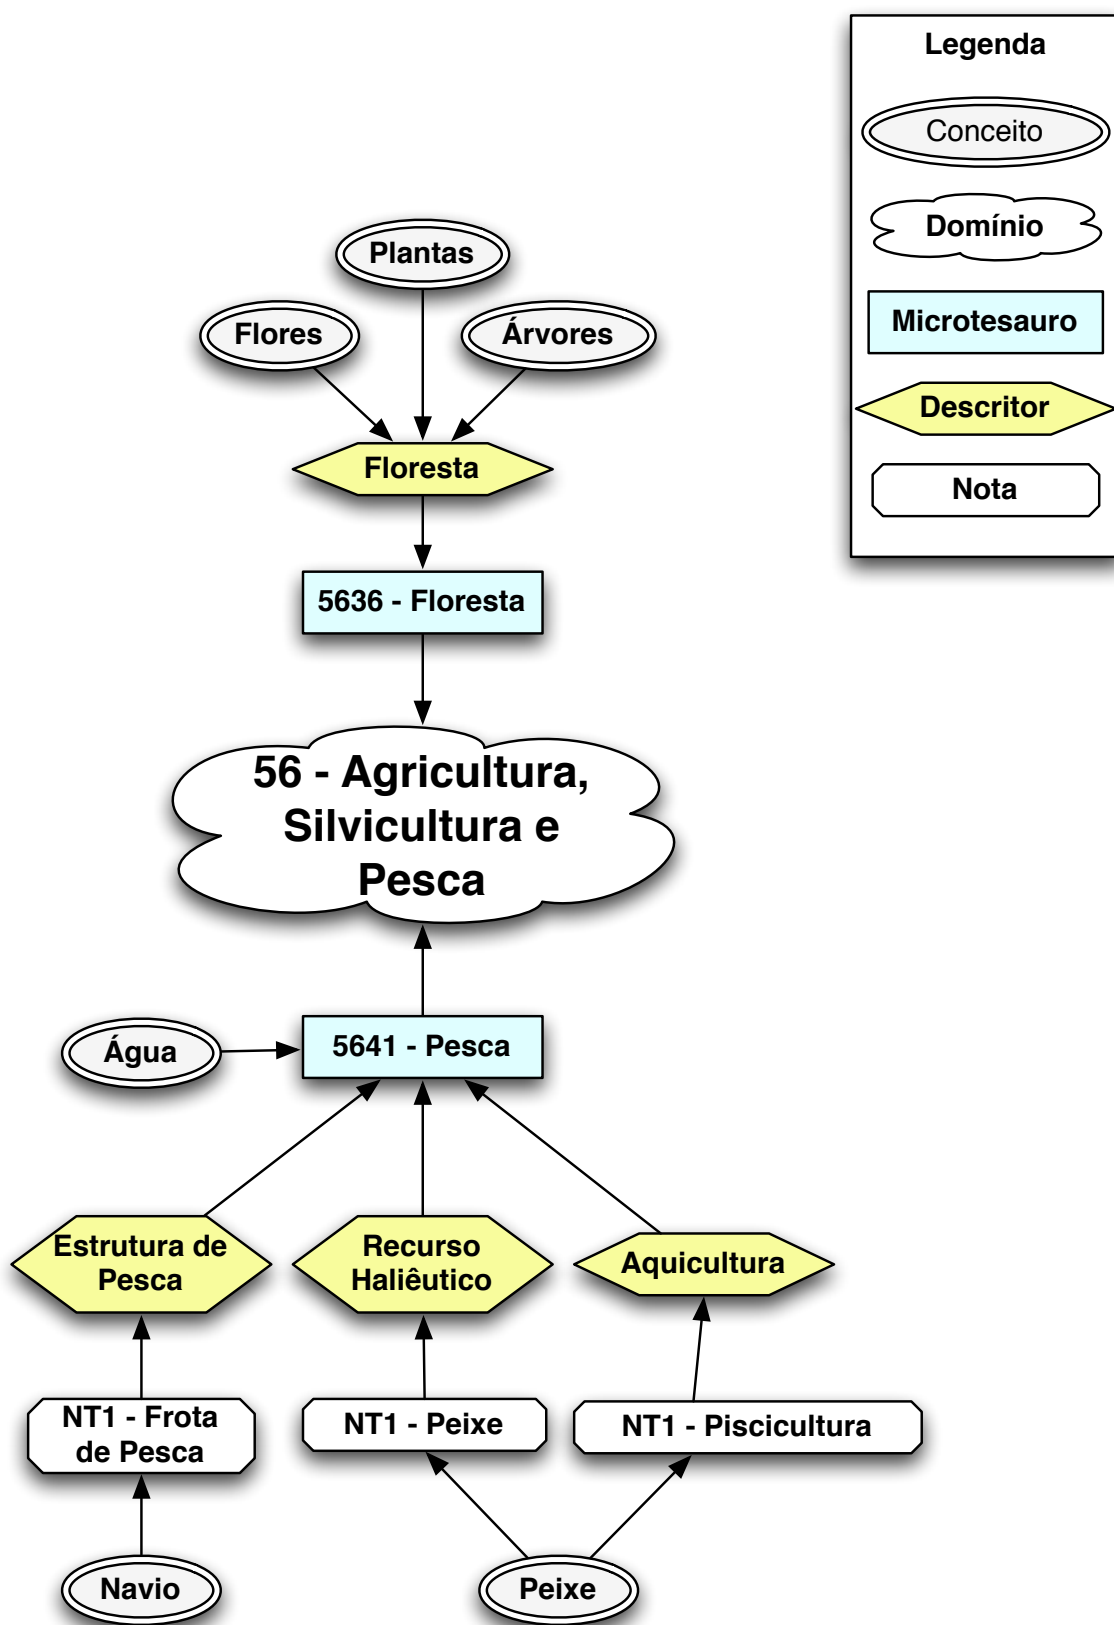 Legenda
Conceito
Domínio
Microtesauro
Descritor
Nota
Plantas
Flores
Árvores
Floresta
5636 - Floresta
56 - Agricultura,
Silvicultura e
Pesca
Água
5641 - Pesca
Estrutura de
Pesca
Recurso
Haliêutico
Aquicultura
NT1 - Frota
de Pesca
NT1 - Peixe
NT1 - Piscicultura
Navio
Peixe